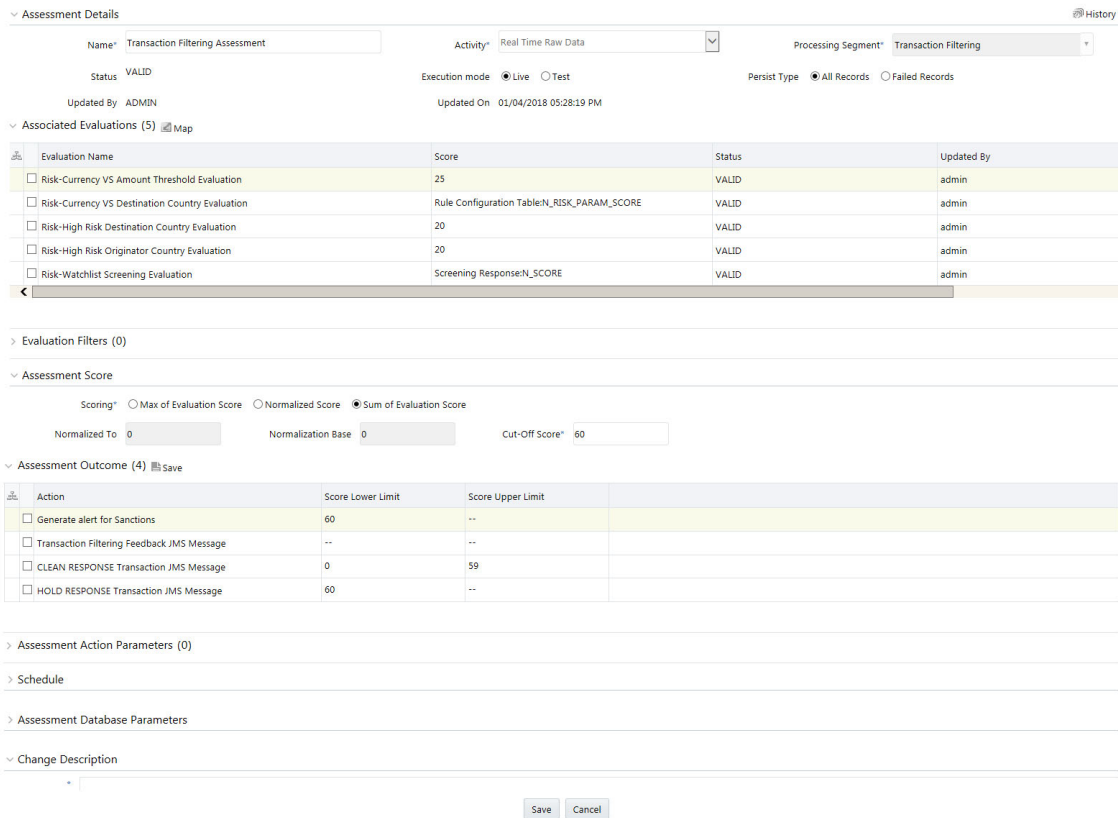 Assessment Details History
Name* Transaction Filtering Assessment Activity* Real Time Raw Data Processing Segment* Transaction Filtering
Status VALID Execution mode Live Test Persist Type All Records Failed Records
Updated By ADMIN Updated On 01/04/2018 05:28:19 PM
Associated Evaluations (5) Map
Evaluation Name Score Status Updated By
Risk-Currency VS Amount Threshold Evaluation 25 VALID admin
Risk-Currency VS Destination Country Evaluation Rule Configuration Table:N_RISK_PARAM_SCORE VALID admin
Risk-High Risk Destination Country Evaluation 20 VALID admin
Risk-High Risk Originator Country Evaluation 20 VALID admin
Risk-Watchlist Screening Evaluation Screening Response:N_SCORE VALID admin
Evaluation Filters (0)
Assessment Score
Scoring* Max of Evaluation Score Normalized Score Sum of Evaluation Score
Normalized To 0 Normalization Base 0 Cut-Off Score* 60
Assessment Outcome (4) Save
Action Score Lower Limit Score Upper Limit
Generate alert for Sanctions 60 --
Transaction Filtering Feedback JMS Message -- --
CLEAN RESPONSE Transaction JMS Message 0 59
HOLD RESPONSE Transaction JMS Message 60 --
Assessment Action Parameters (0)
Schedule
Assessment Database Parameters
Change Description
*
Save Cancel